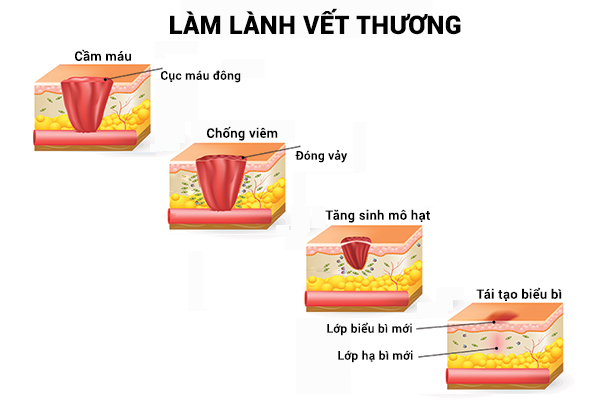 LÀM LÀNH VẾT THƯƠNG
Cầm máu
Cục máu đông
Chống viêm
Đóng vảy
Tăng sinh mô hạt
Tái tạo biểu bì
Lớp biểu bì mới
Lớp hạ bì mới